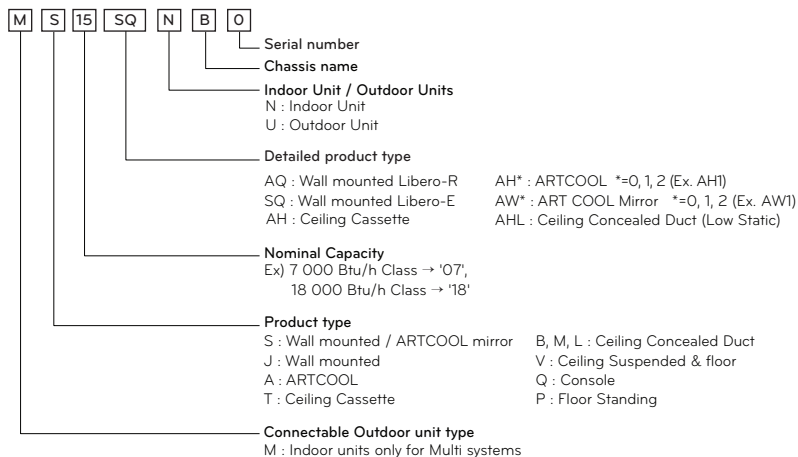 M S 15 SQ N B 0
Serial number
Chassis name
Indoor Unit / Outdoor Units
N : Indoor Unit
U : Outdoor Unit
Detailed product type
AQ : Wall mounted Libero-R AH* : ARTCOOL *=0, 1, 2 (Ex. AH1)
SQ : Wall mounted Libero-E AW* : ART COOL Mirror *=0, 1, 2 (Ex. AW1)
AH : Ceiling Cassette AHL : Ceiling Concealed Duct (Low Static)
Nominal Capacity
Ex) 7 000 Btu/h Class → '07',
18 000 Btu/h Class → '18'
Product type
S : Wall mounted / ARTCOOL mirror B, M, L : Ceiling Concealed Duct
J : Wall mounted V : Ceiling Suspended & floor
A : ARTCOOL Q : Console
T : Ceiling Cassette P : Floor Standing
Connectable Outdoor unit type
M : Indoor units only for Multi systems